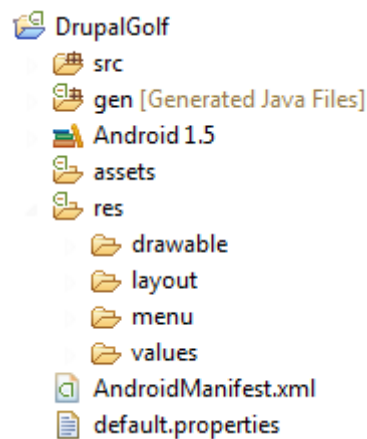 DrupalGolf
src
gen [Generated Java Files]
Android 1.5
assets
res
drawable
layout
menu
values
AndroidManifest.xml
default.properties